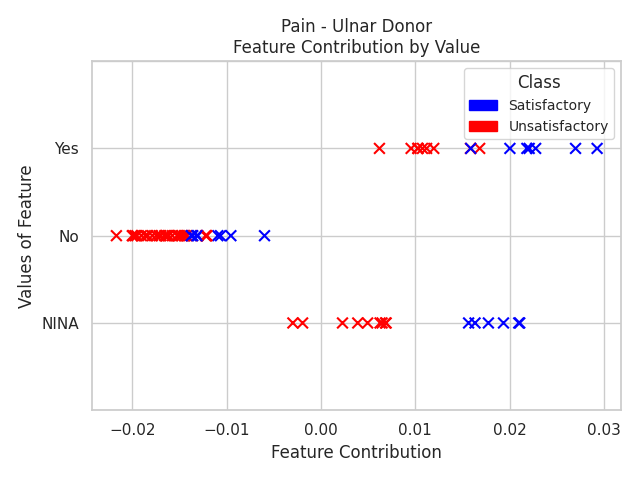 Pain - Ulnar Donor
Feature Contribution by Value
Class
Satisfactory
Unsatisfactory
Values of Feature
Yes
No
NINA
−0.02
−0.01
0.00
0.01
0.02
0.03
Feature Contribution